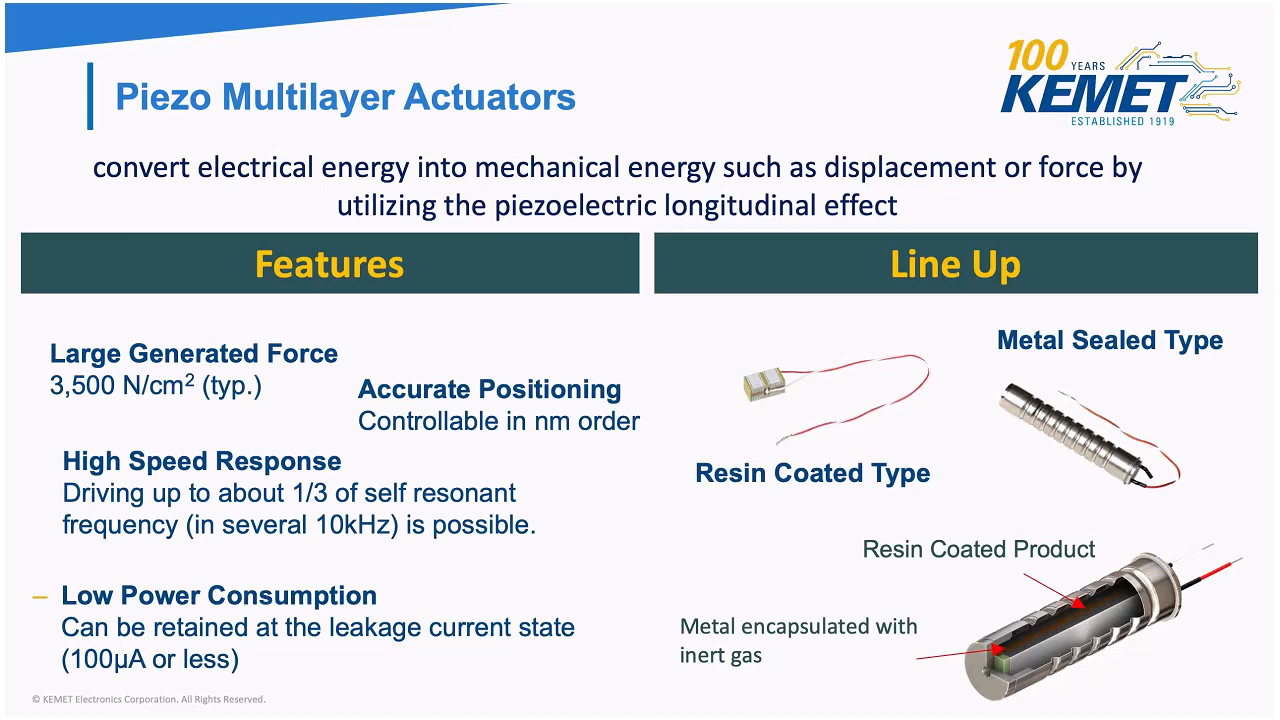 Piezo Multilayer Actuators
100 YEARS
KEMET
ESTABLISHED 1919
convert electrical energy into mechanical energy such as displacement or force by
utilizing the piezoelectric longitudinal effect
Features
Large Generated Force
3,500 N/cm² (typ.)
Accurate Positioning
Controllable in nm order
High Speed Response
Driving up to about 1/3 of self resonant
frequency (in several 10kHz) is possible.
– Low Power Consumption
Can be retained at the leakage current state
(100µA or less)
Line Up
Metal Sealed Type
Resin Coated Type
Resin Coated Product
Metal encapsulated with
inert gas
© KEMET Electronics Corporation. All Rights Reserved.